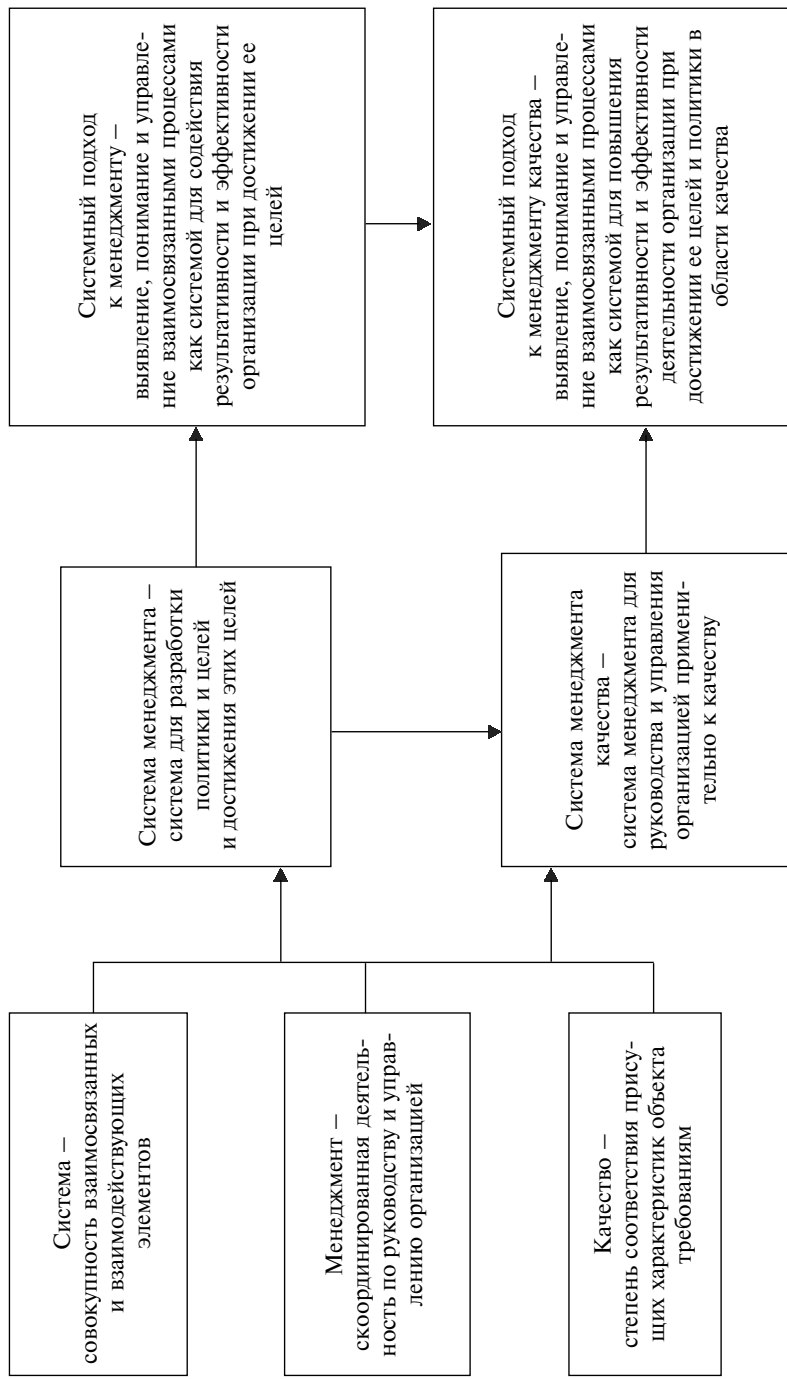 Система –
совокупность взаимосвязанных
и взаимодействующих
элементов
Менеджмент –
скоординированная деятель-
ность по руководству и управ-
лению организацией
Качество –
степень соответствия прису-
щих характеристик объекта
требованиям
Система менеджмента –
система для разработки
политики и целей
и достижения этих целей
Система менеджмента
качества –
система менеджмента для
руководства и управления
организацией примени-
тельно к качеству
Системный подход
к менеджменту –
выявление, понимание и управле-
ние взаимосвязанными процессами
как системой для содействия
результативности и эффективности
организации при достижении ее
целей
Системный подход
к менеджменту качества –
выявление, понимание и управле-
ние взаимосвязанными процессами
как системой для повышения
результативности и эффективности
деятельности организации при
достижении ее целей и политики в
области качества